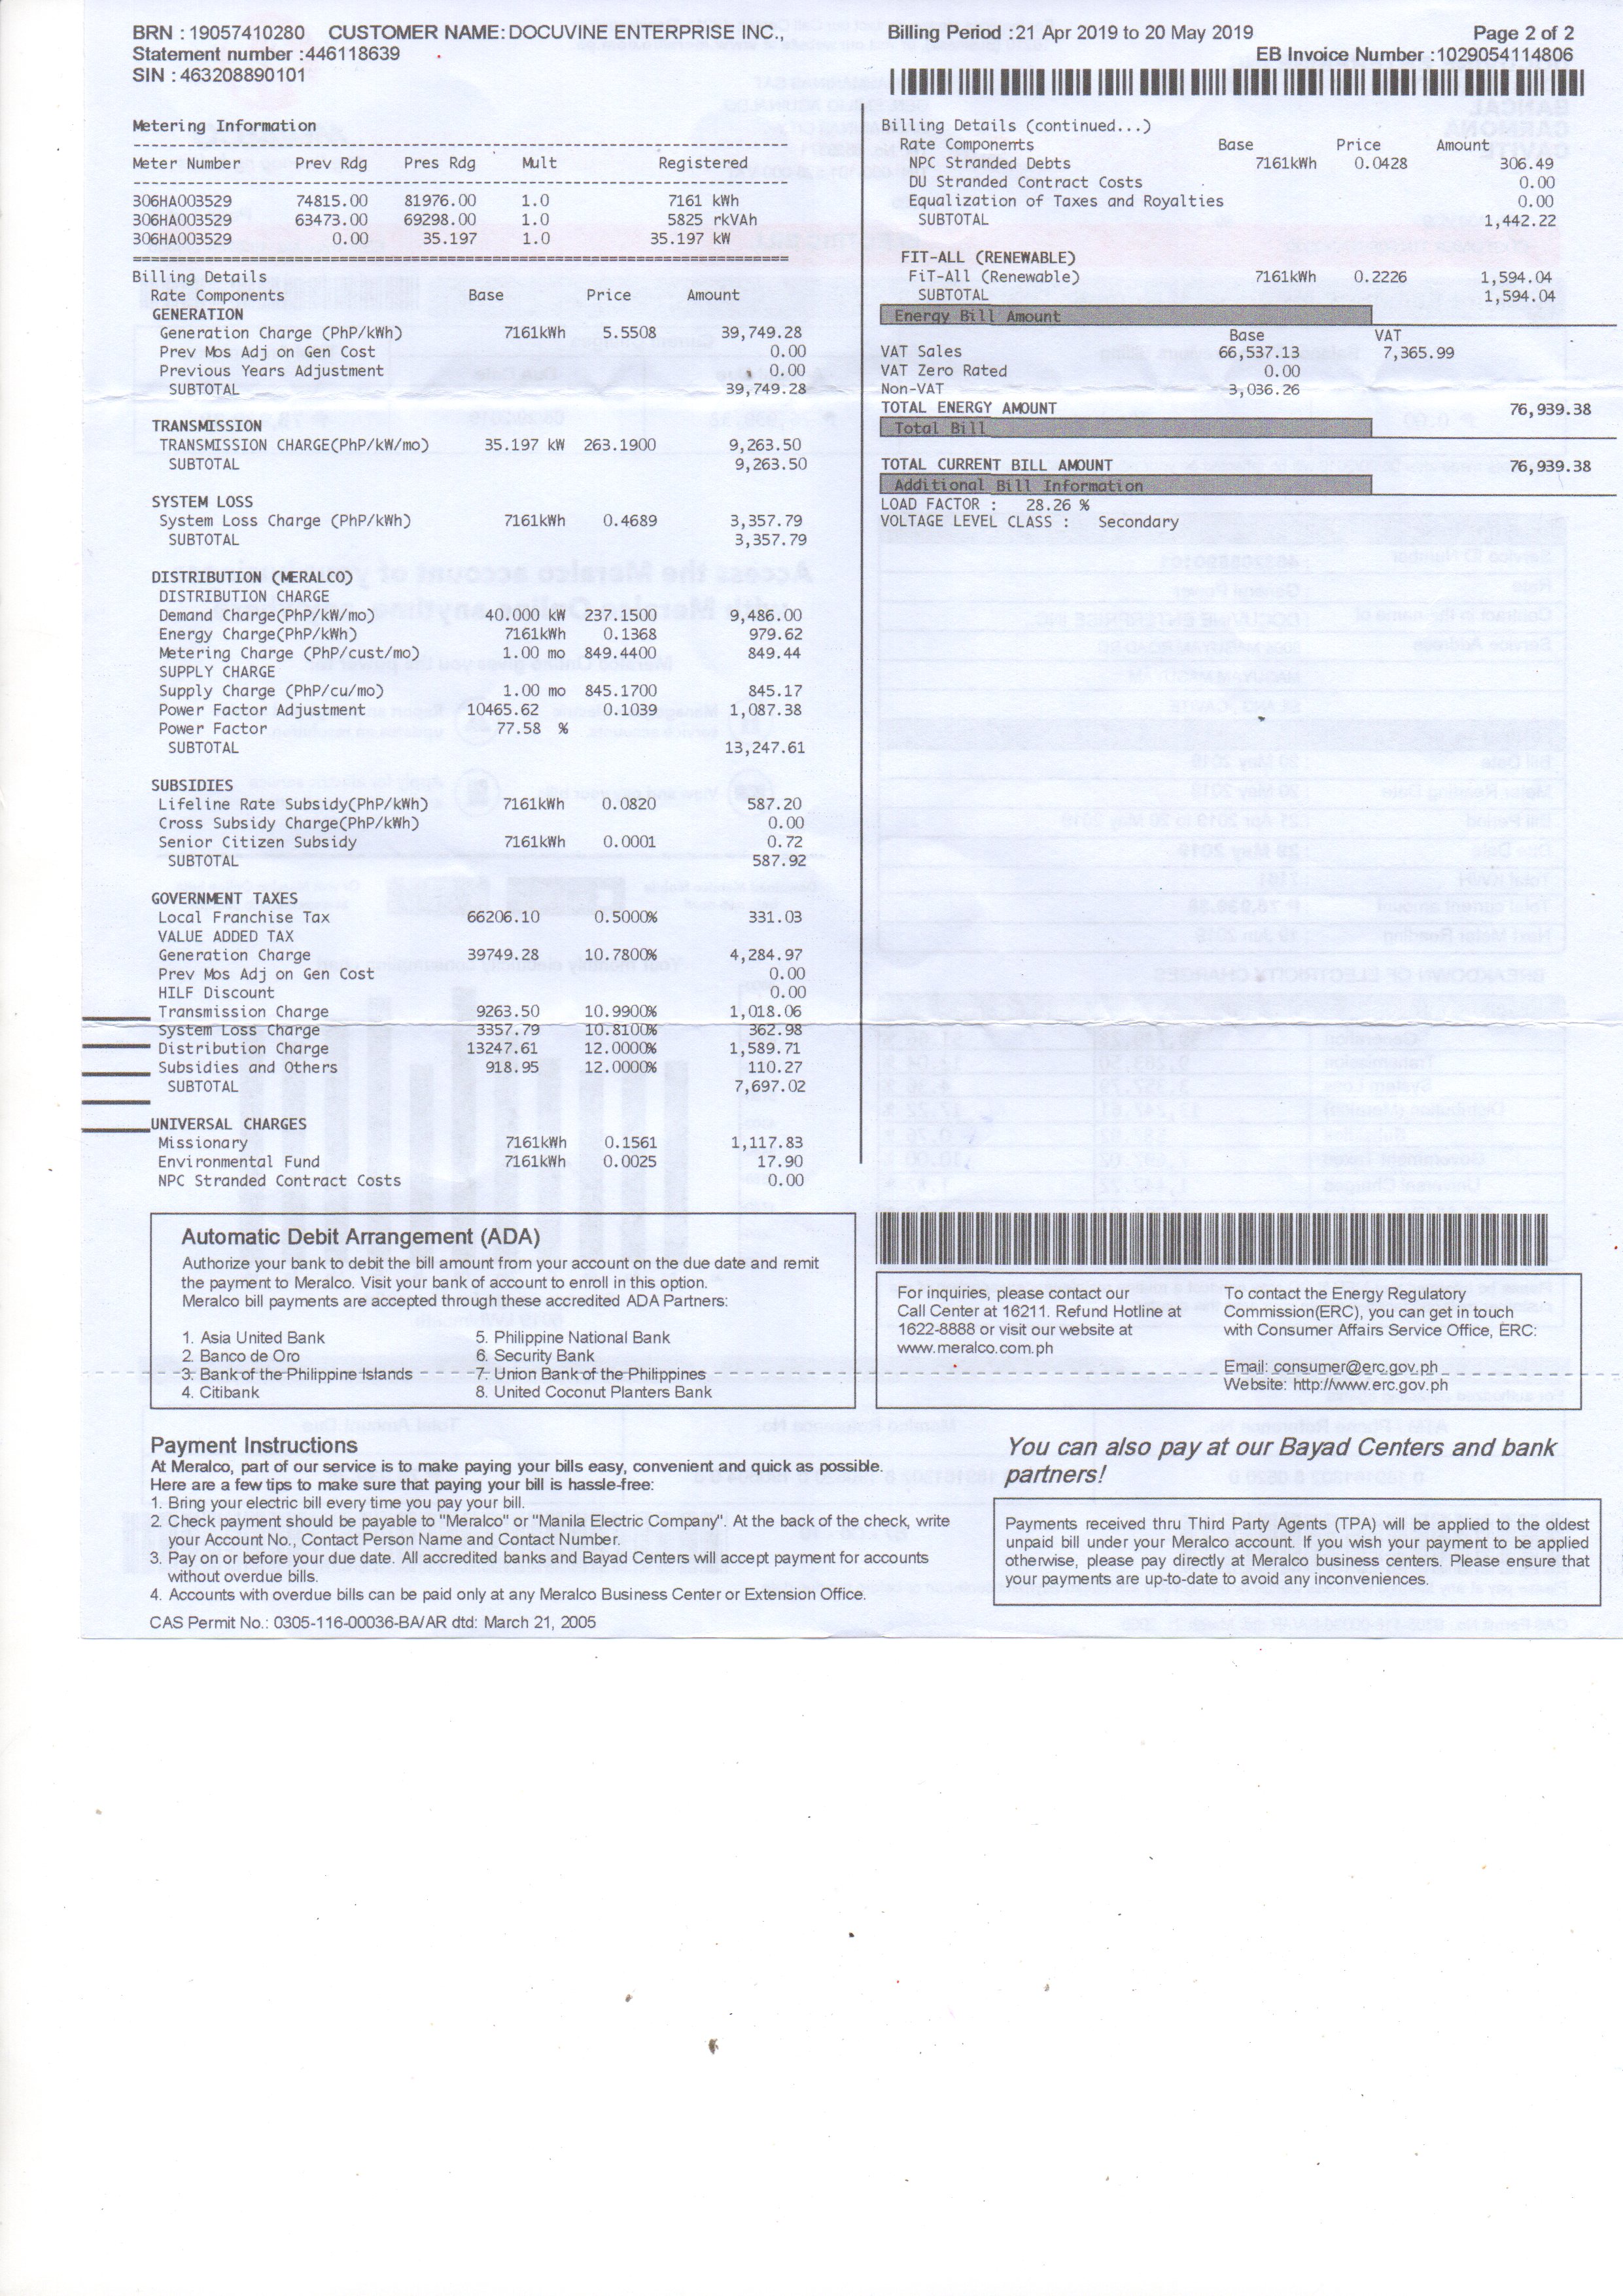 BRN : 19057410280 CUSTOMER NAME: DOCUVINE ENTERPRISE INC.,
Statement number :446118639
SIN : 463208890101
Billing Period :21 Apr 2019 to 20 May 2019 Page 2 of 2
EB Invoice Number :1029054114806
Metering Information
Meter Number Prev Rdg Pres Rdg Mult Registered
306HA003529 74815.00 81976.00 1.0 7161 kWh
306HA003529 63473.00 69298.00 1.0 5825 rkVAh
306HA003529 0.00 35.197 1.0 35.197 kW
Billing Details
Rate Components Base Price Amount
GENERATION
Generation Charge (PhP/kWh) 7161kWh 5.5508 39,749.28
Prev Mos Adj on Gen Cost 0.00
Previous Years Adjustment 0.00
SUBTOTAL 39,749.28
TRANSMISSION
TRANSMISSION CHARGE(PhP/kW/mo) 35.197 kW 263.1900 9,263.50
SUBTOTAL 9,263.50
SYSTEM LOSS
System Loss Charge (PhP/kWh) 7161kWh 0.4689 3,357.79
SUBTOTAL 3,357.79
DISTRIBUTION (MERALCO)
DISTRIBUTION CHARGE
Demand Charge(PhP/kW/mo) 40.000 kW 237.1500 9,486.00
Energy Charge(PhP/kWh) 7161kWh 0.1368 979.62
Metering Charge (PhP/cust/mo) 1.00 mo 849.4400 849.44
SUPPLY CHARGE
Supply Charge (PhP/cu/mo) 1.00 mo 845.1700 845.17
Power Factor Adjustment 10465.62 0.1039 1,087.38
Power Factor 77.58 %
SUBTOTAL 13,247.61
SUBSIDIES
Lifeline Rate Subsidy(PhP/kWh) 7161kWh 0.0820 587.20
Cross Subsidy Charge(PhP/kWh) 0.00
Senior Citizen Subsidy 7161kWh 0.0001 0.72
SUBTOTAL 587.92
GOVERNMENT TAXES
Local Franchise Tax 66206.10 0.5000% 331.03
VALUE ADDED TAX
Generation Charge 39749.28 10.7800% 4,284.97
Prev Mos Adj on Gen Cost 0.00
HILF Discount 0.00
Transmission Charge 9263.50 10.9900% 1,018.06
System Loss Charge 3357.79 10.8100% 362.98
Distribution Charge 13247.61 12.0000% 1,589.71
Subsidies and Others 918.95 12.0000% 110.27
SUBTOTAL 7,697.02
UNIVERSAL CHARGES
Missionary 7161kWh 0.1561 1,117.83
Environmental Fund 7161kWh 0.0025 17.90
NPC Stranded Contract Costs 0.00
Billing Details (continued...)
Rate Components Base Price Amount
NPC Stranded Debts 7161kWh 0.0428 306.49
DU Stranded Contract Costs 0.00
Equalization of Taxes and Royalties 0.00
SUBTOTAL 1,442.22
FIT-ALL (RENEWABLE)
FiT-All (Renewable) 7161kWh 0.2226 1,594.04
SUBTOTAL 1,594.04
Energy Bill Amount
Base VAT
VAT Sales 66,537.13 7,365.99
VAT Zero Rated 0.00
Non-VAT 3,036.26
TOTAL ENERGY AMOUNT 76,939.38
Total Bill
TOTAL CURRENT BILL AMOUNT 76,939.38
Additional Bill Information
LOAD FACTOR : 28.26 %
VOLTAGE LEVEL CLASS : Secondary
Automatic Debit Arrangement (ADA)
Authorize your bank to debit the bill amount from your account on the due date and remit
the payment to Meralco. Visit your bank of account to enroll in this option.
Meralco bill payments are accepted through these accredited ADA Partners:
1. Asia United Bank 5. Philippine National Bank
2. Banco de Oro 6. Security Bank
3. Bank of the Philippine Islands 7. Union Bank of the Philippines
4. Citibank 8. United Coconut Planters Bank
For inquiries, please contact our
Call Center at 16211. Refund Hotline at
1622-8888 or visit our website at
www.meralco.com.ph
To contact the Energy Regulatory
Commission(ERC), you can get in touch
with Consumer Affairs Service Office, ERC:
Email: consumer@erc.gov.ph
Website: http://www.erc.gov.ph
Payment Instructions
At Meralco, part of our service is to make paying your bills easy, convenient and quick as possible.
Here are a few tips to make sure that paying your bill is hassle-free:
1. Bring your electric bill every time you pay your bill.
2. Check payment should be payable to "Meralco" or "Manila Electric Company". At the back of the check, write
your Account No., Contact Person Name and Contact Number.
3. Pay on or before your due date. All accredited banks and Bayad Centers will accept payment for accounts
without overdue bills.
4. Accounts with overdue bills can be paid only at any Meralco Business Center or Extension Office.
CAS Permit No.: 0305-116-00036-BA/AR dtd: March 21, 2005
You can also pay at our Bayad Centers and bank
partners!
Payments received thru Third Party Agents (TPA) will be applied to the oldest
unpaid bill under your Meralco account. If you wish your payment to be applied
otherwise, please pay directly at Meralco business centers. Please ensure that
your payments are up-to-date to avoid any inconveniences.